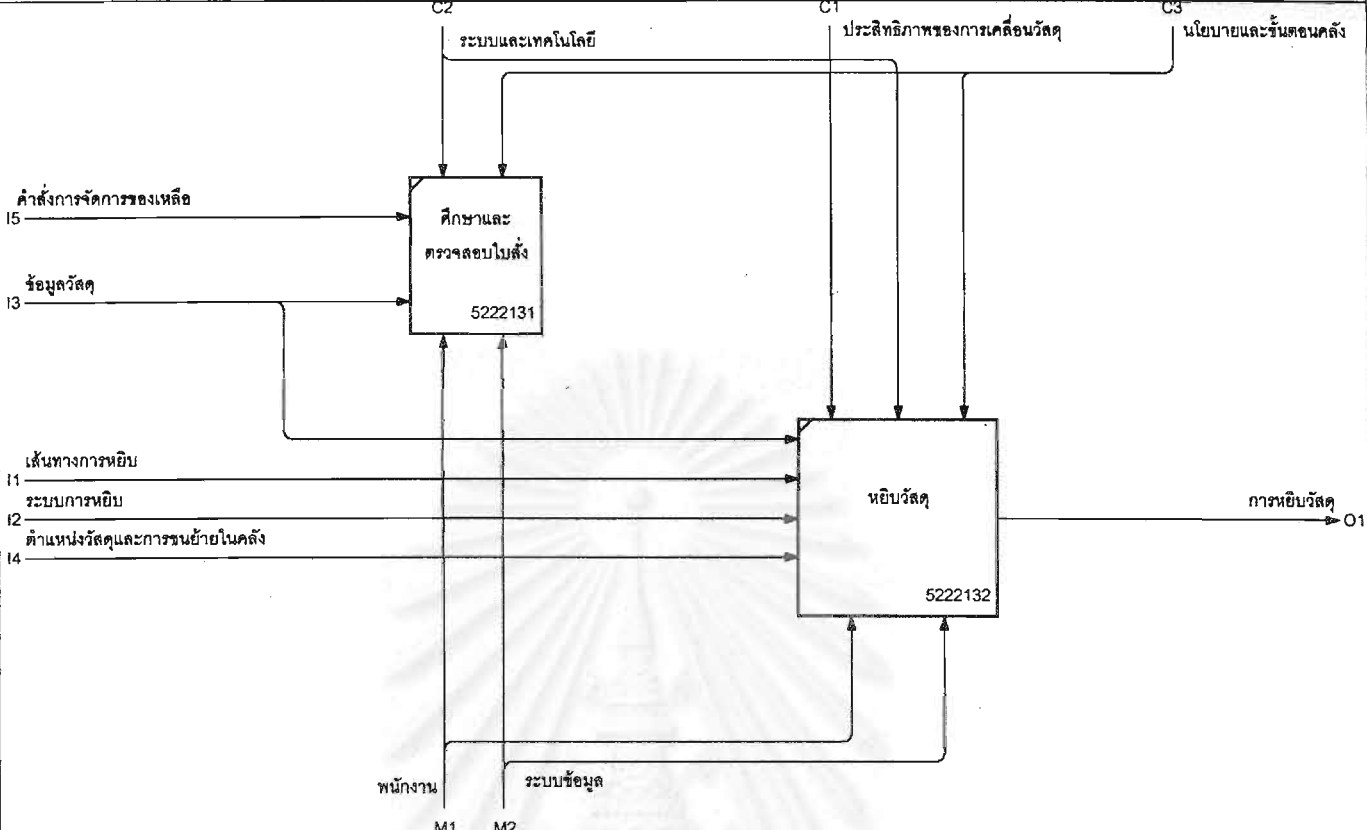 C2
C1
C3
ระบบและเทคโนโลยี
ประสิทธิภาพของการเคลื่อนวัสดุ
นโยบายและขั้นตอนคลัง
คำสั่งการจัดการของเหลือ
I5
ศึกษาและ
ตรวจสอบใบสั่ง
5222131
ข้อมูลวัสดุ
I3
เส้นทางการหยิบ
I1
ระบบการหยิบ
I2
ตำแหน่งวัสดุและการขนย้ายในคลัง
I4
หยิบวัสดุ
5222132
การหยิบวัสดุ
O1
พนักงาน
ระบบข้อมูล
M1
M2